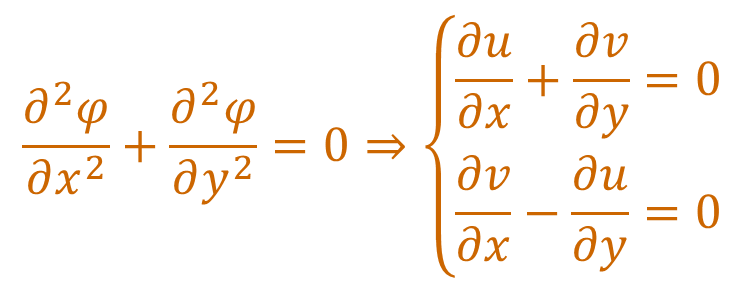 ∂²φ/∂x² + ∂²φ/∂y² = 0 ⇒ { ∂u/∂x + ∂v/∂y = 0
∂v/∂x − ∂u/∂y = 0